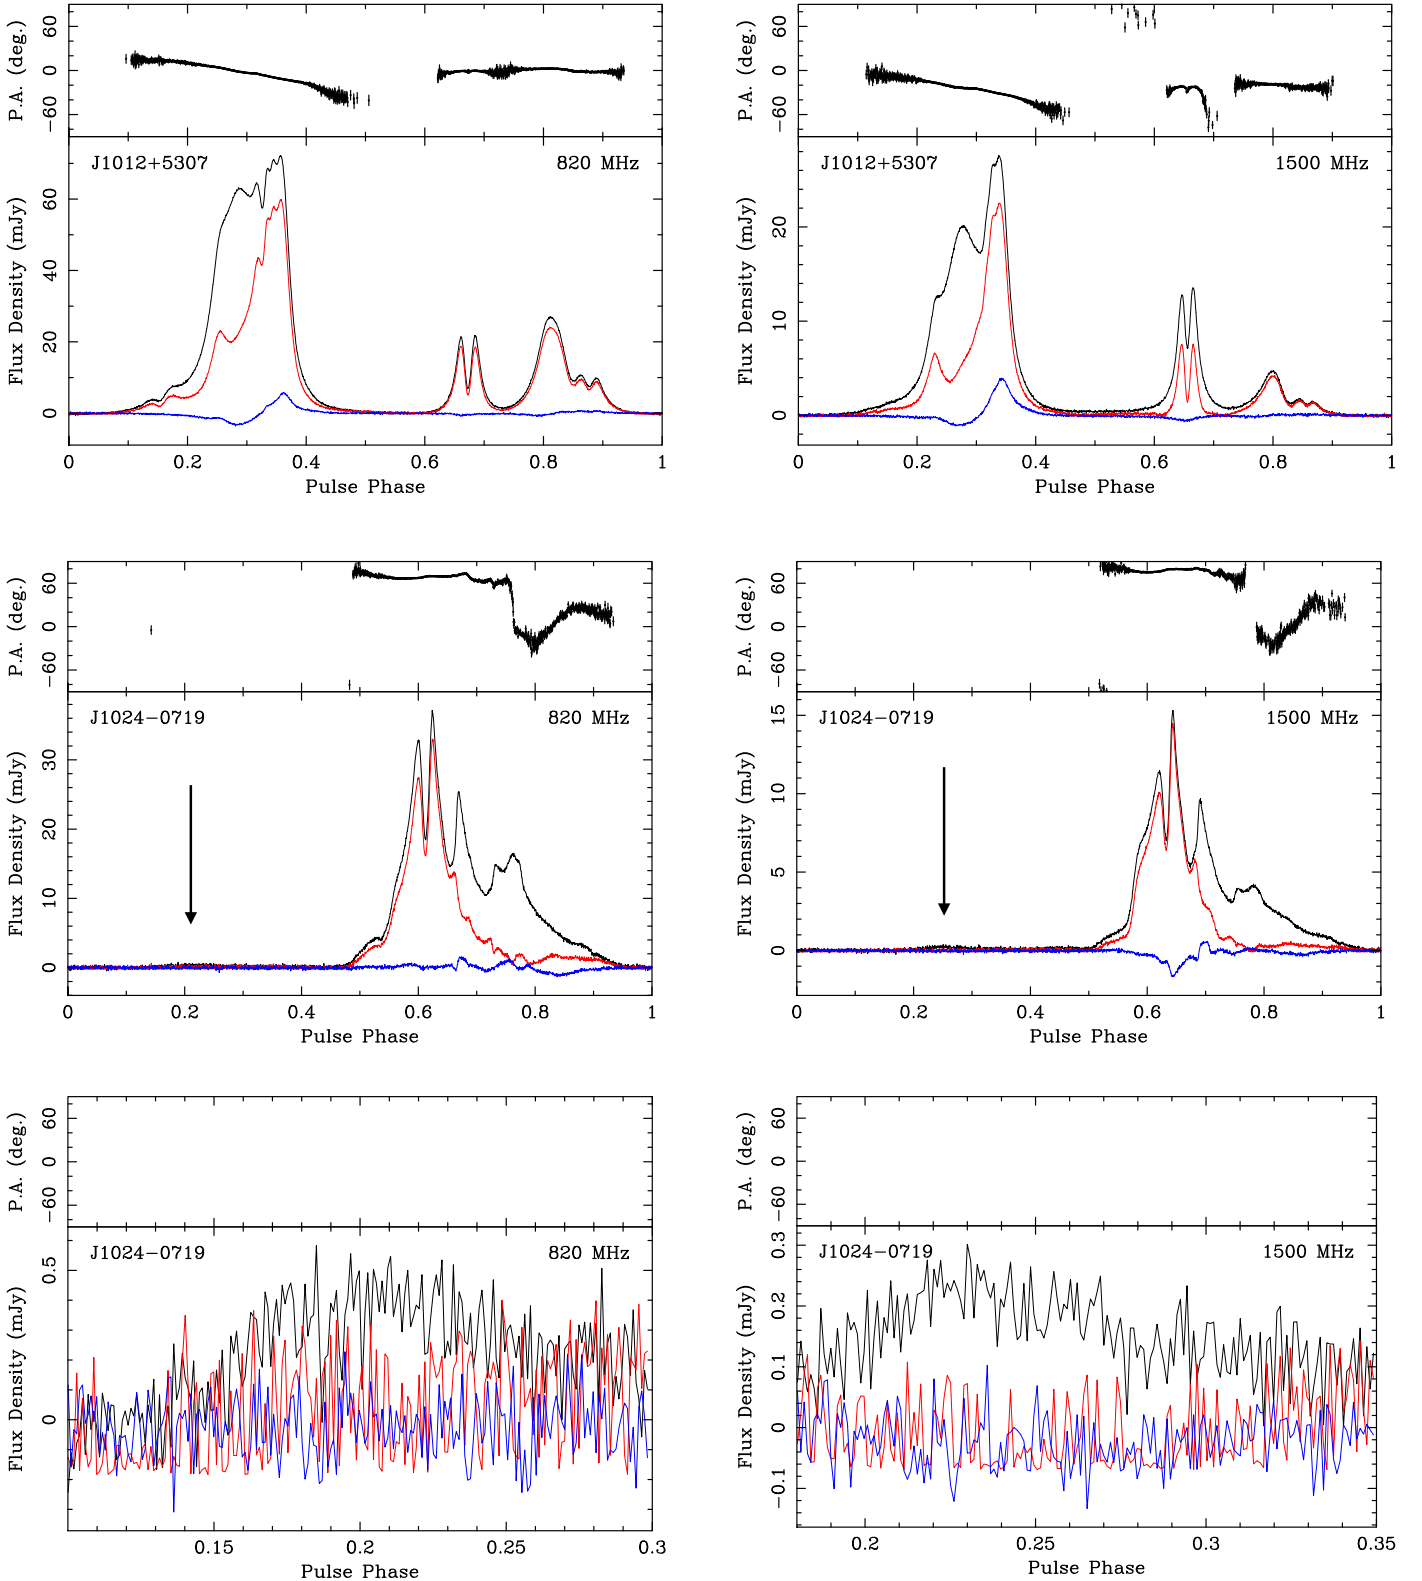 P.A. (deg.)
60
0
−60
J1012+5307
820 MHz
Flux Density (mJy)
60
40
20
0
0
0.2
0.4
0.6
0.8
1
Pulse Phase
P.A. (deg.)
60
0
−60
J1012+5307
1500 MHz
Flux Density (mJy)
20
10
0
0
0.2
0.4
0.6
0.8
1
Pulse Phase
P.A. (deg.)
60
0
−60
J1024−0719
820 MHz
Flux Density (mJy)
30
20
10
0
0
0.2
0.4
0.6
0.8
1
Pulse Phase
P.A. (deg.)
60
0
−60
J1024−0719
1500 MHz
Flux Density (mJy)
15
10
5
0
0
0.2
0.4
0.6
0.8
1
Pulse Phase
P.A. (deg.)
60
0
−60
J1024−0719
820 MHz
Flux Density (mJy)
0.5
0
0.15
0.2
0.25
0.3
Pulse Phase
P.A. (deg.)
60
0
−60
J1024−0719
1500 MHz
Flux Density (mJy)
0.3
0.2
0.1
0
−0.1
0.2
0.25
0.3
0.35
Pulse Phase